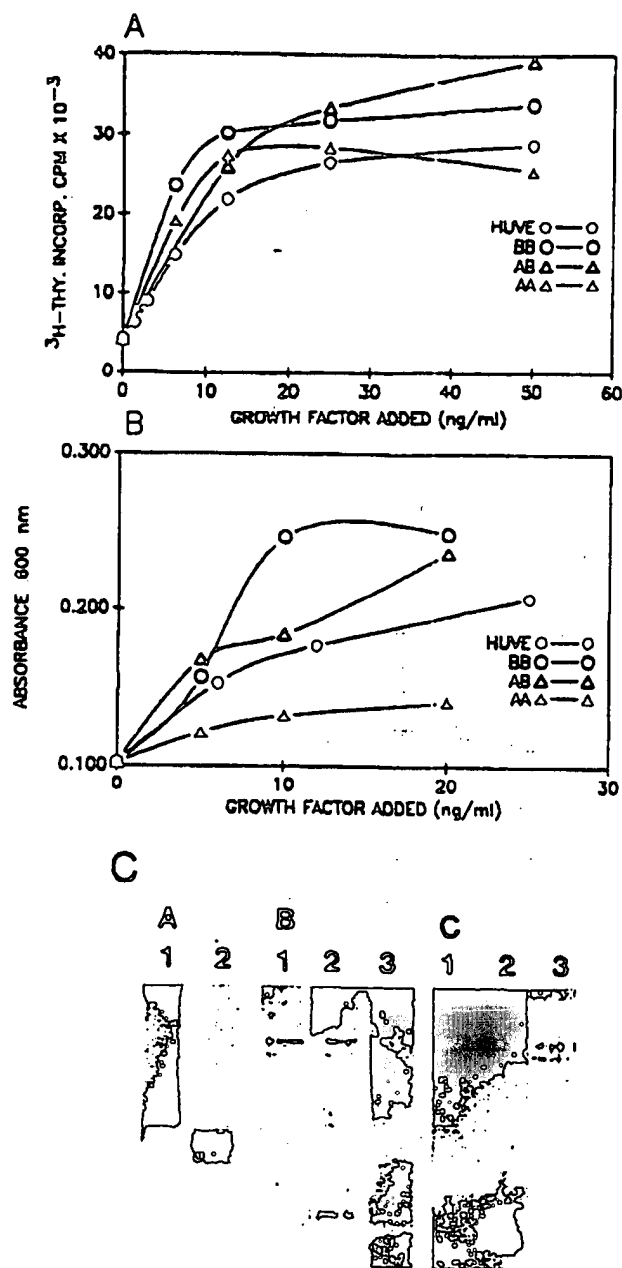 A
³H-THY. INCORP. CPM X 10⁻³
40
30
20
10
0
HUVE
BB
AB
AA
0 10 20 30 40 50 60
GROWTH FACTOR ADDED (ng/ml)
B
ABSORBANCE 600 nm
0.300
0.200
0.100
HUVE
BB
AB
AA
0 10 20 30
GROWTH FACTOR ADDED (ng/ml)
C
A B C
1 2 1 2 3 1 2 3